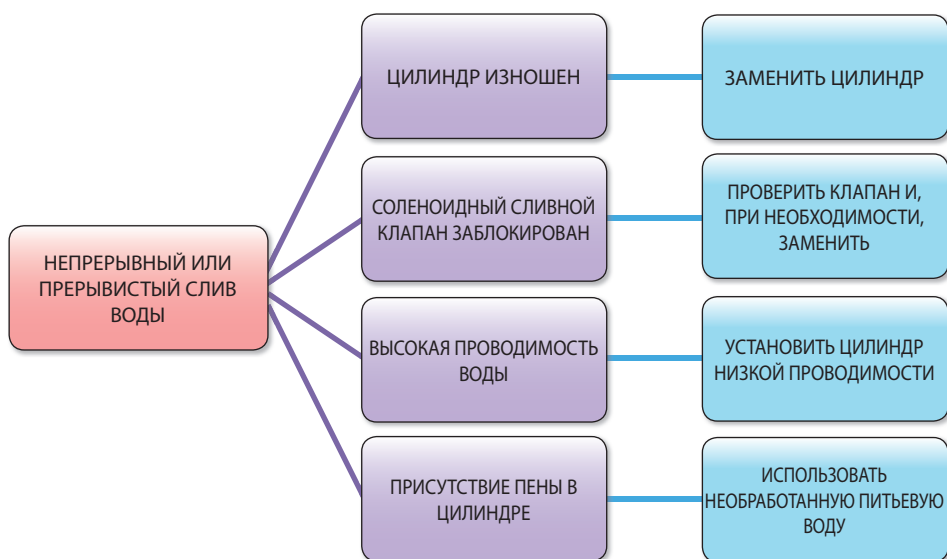 НЕПРЕРЫВНЫЙ ИЛИ
ПРЕРЫВИСТЫЙ СЛИВ
ВОДЫ
ЦИЛИНДР ИЗНОШЕН
ЗАМЕНИТЬ ЦИЛИНДР
СОЛЕНОИДНЫЙ СЛИВНОЙ
КЛАПАН ЗАБЛОКИРОВАН
ПРОВЕРИТЬ КЛАПАН И,
ПРИ НЕОБХОДИМОСТИ,
ЗАМЕНИТЬ
ВЫСОКАЯ ПРОВОДИМОСТЬ
ВОДЫ
УСТАНОВИТЬ ЦИЛИНДР
НИЗКОЙ ПРОВОДИМОСТИ
ПРИСУТСТВИЕ ПЕНЫ В
ЦИЛИНДРЕ
ИСПОЛЬЗОВАТЬ
НЕОБРАБОТАННУЮ ПИТЬЕВУЮ
ВОДУ